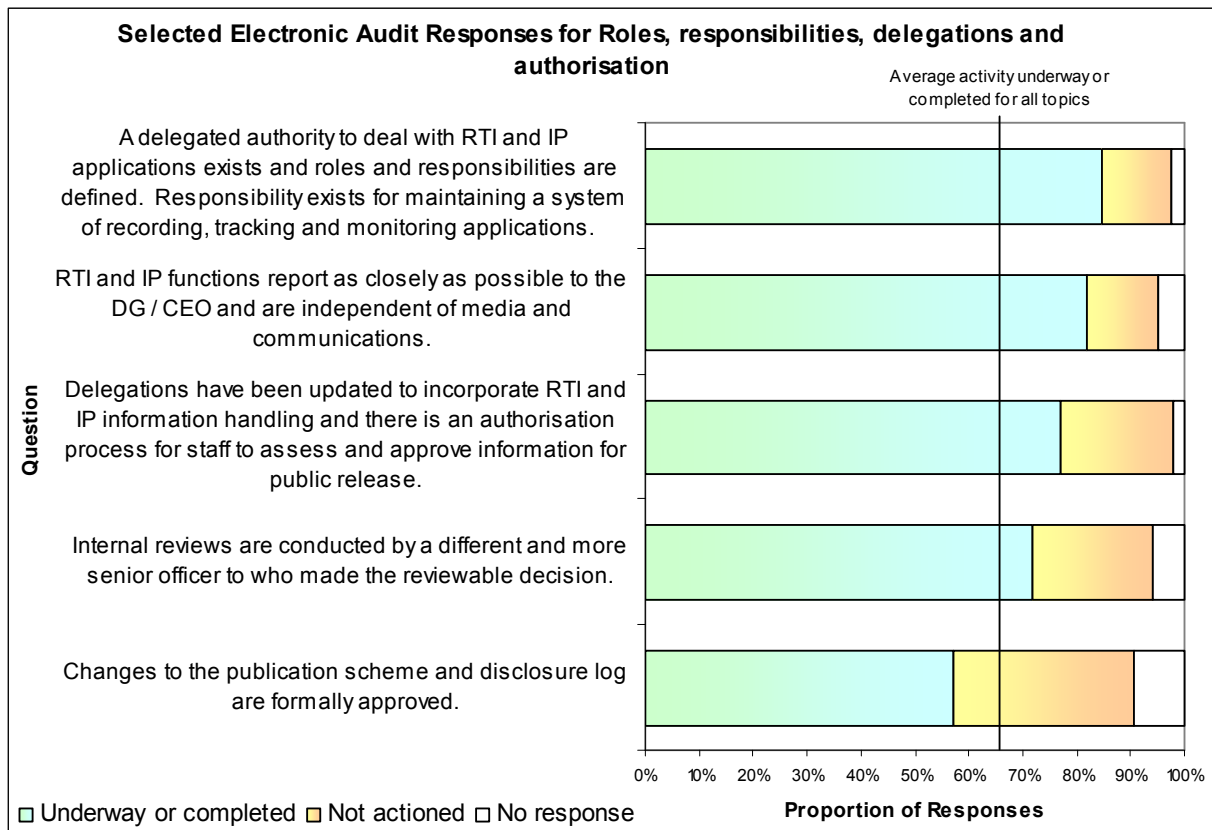 Selected Electronic Audit Responses for Roles, responsibilities, delegations and
authorisation
Average activity underway or
completed for all topics
A delegated authority to deal with RTI and IP
applications exists and roles and responsibilities are
defined. Responsibility exists for maintaining a system
of recording, tracking and monitoring applications.
RTI and IP functions report as closely as possible to the
DG / CEO and are independent of media and
communications.
Question
Delegations have been updated to incorporate RTI and
IP information handling and there is an authorisation
process for staff to assess and approve information for
public release.
Internal reviews are conducted by a different and more
senior officer to who made the reviewable decision.
Changes to the publication scheme and disclosure log
are formally approved.
0% 10% 20% 30% 40% 50% 60% 70% 80% 90% 100%
Underway or completed Not actioned No response
Proportion of Responses